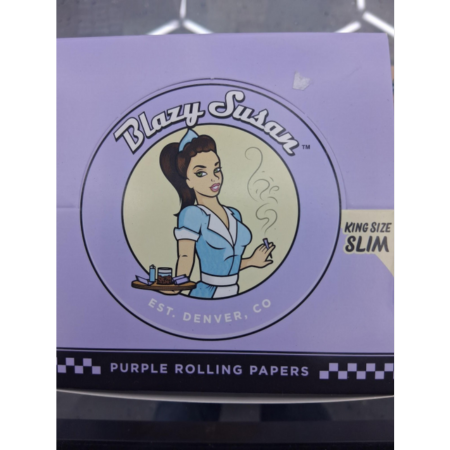 Blazy Susan™
KING SIZE
SLIM
EST. DENVER, CO
PURPLE ROLLING PAPERS